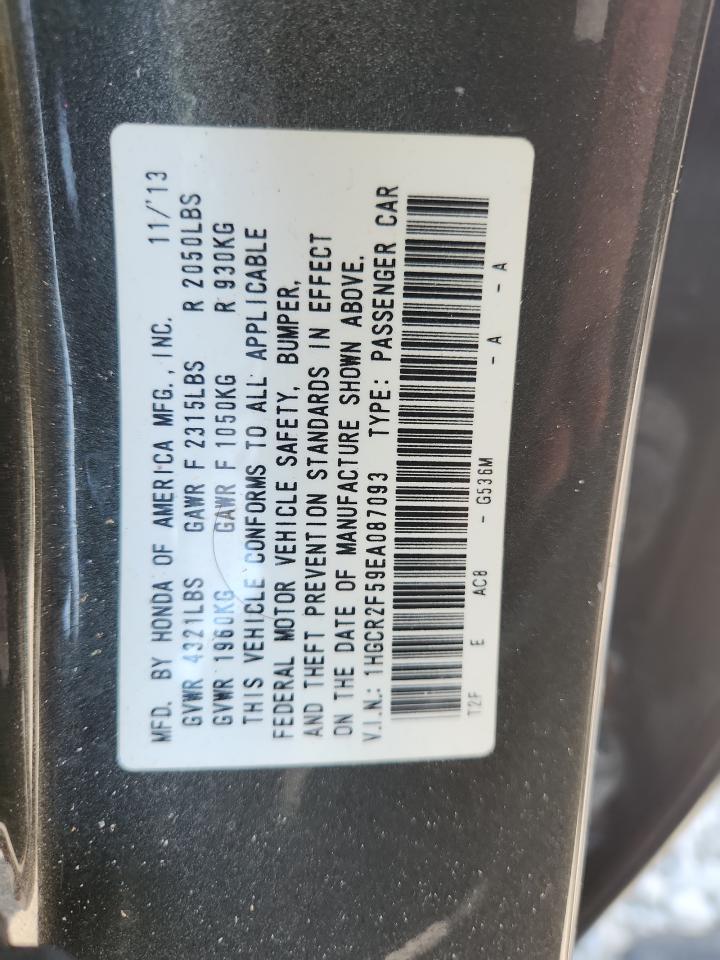 MFD. BY HONDA OF AMERICA MFG., INC. 11/'13
GVWR 4321LBS GAWR F 2315LBS R 2050LBS
GVWR 1960KG GAWR F 1050KG R 930KG
THIS VEHICLE CONFORMS TO ALL APPLICABLE
FEDERAL MOTOR VEHICLE SAFETY, BUMPER,
AND THEFT PREVENTION STANDARDS IN EFFECT
ON THE DATE OF MANUFACTURE SHOWN ABOVE.
V.I.N.: 1HGCR2F59EA087093 TYPE: PASSENGER CAR
T2F E AC8 - G536M - A - A